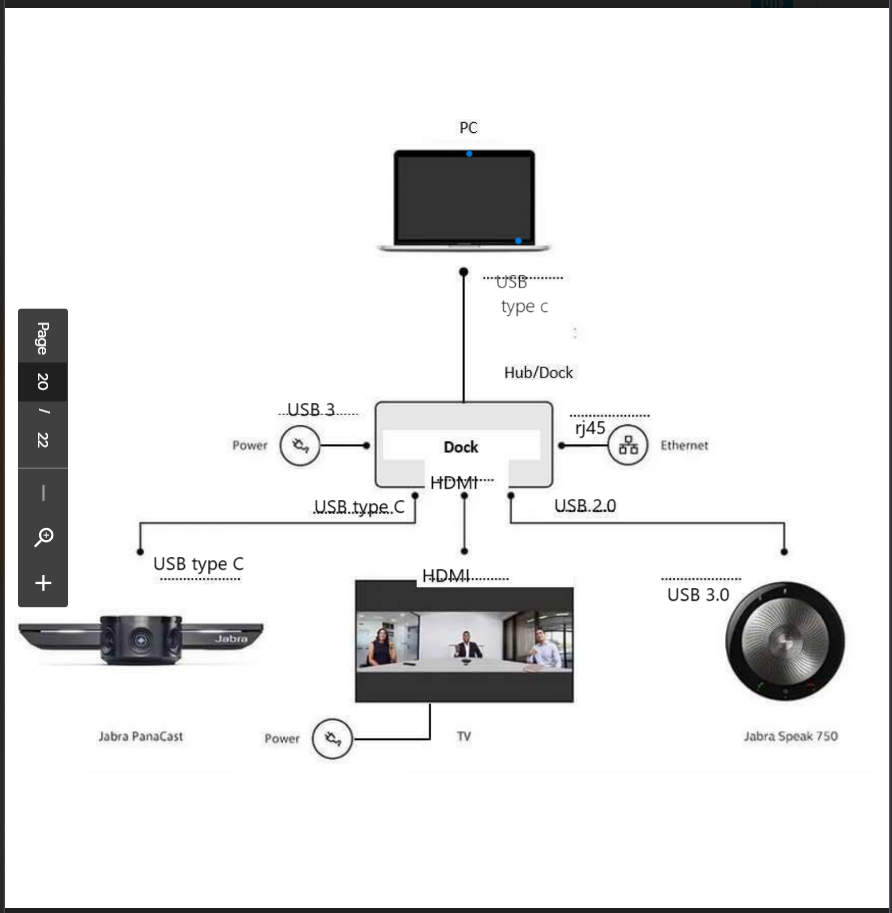 PC
USB
type c
:
Hub/Dock
USB 3
rj45
Power
Dock
Ethernet
HDMI
USB type C
USB 2.0
USB type C
HDMI
USB 3.0
Jabra
Jabra PanaCast
Power
TV
Jabra Speak 750
Page
20
/
22